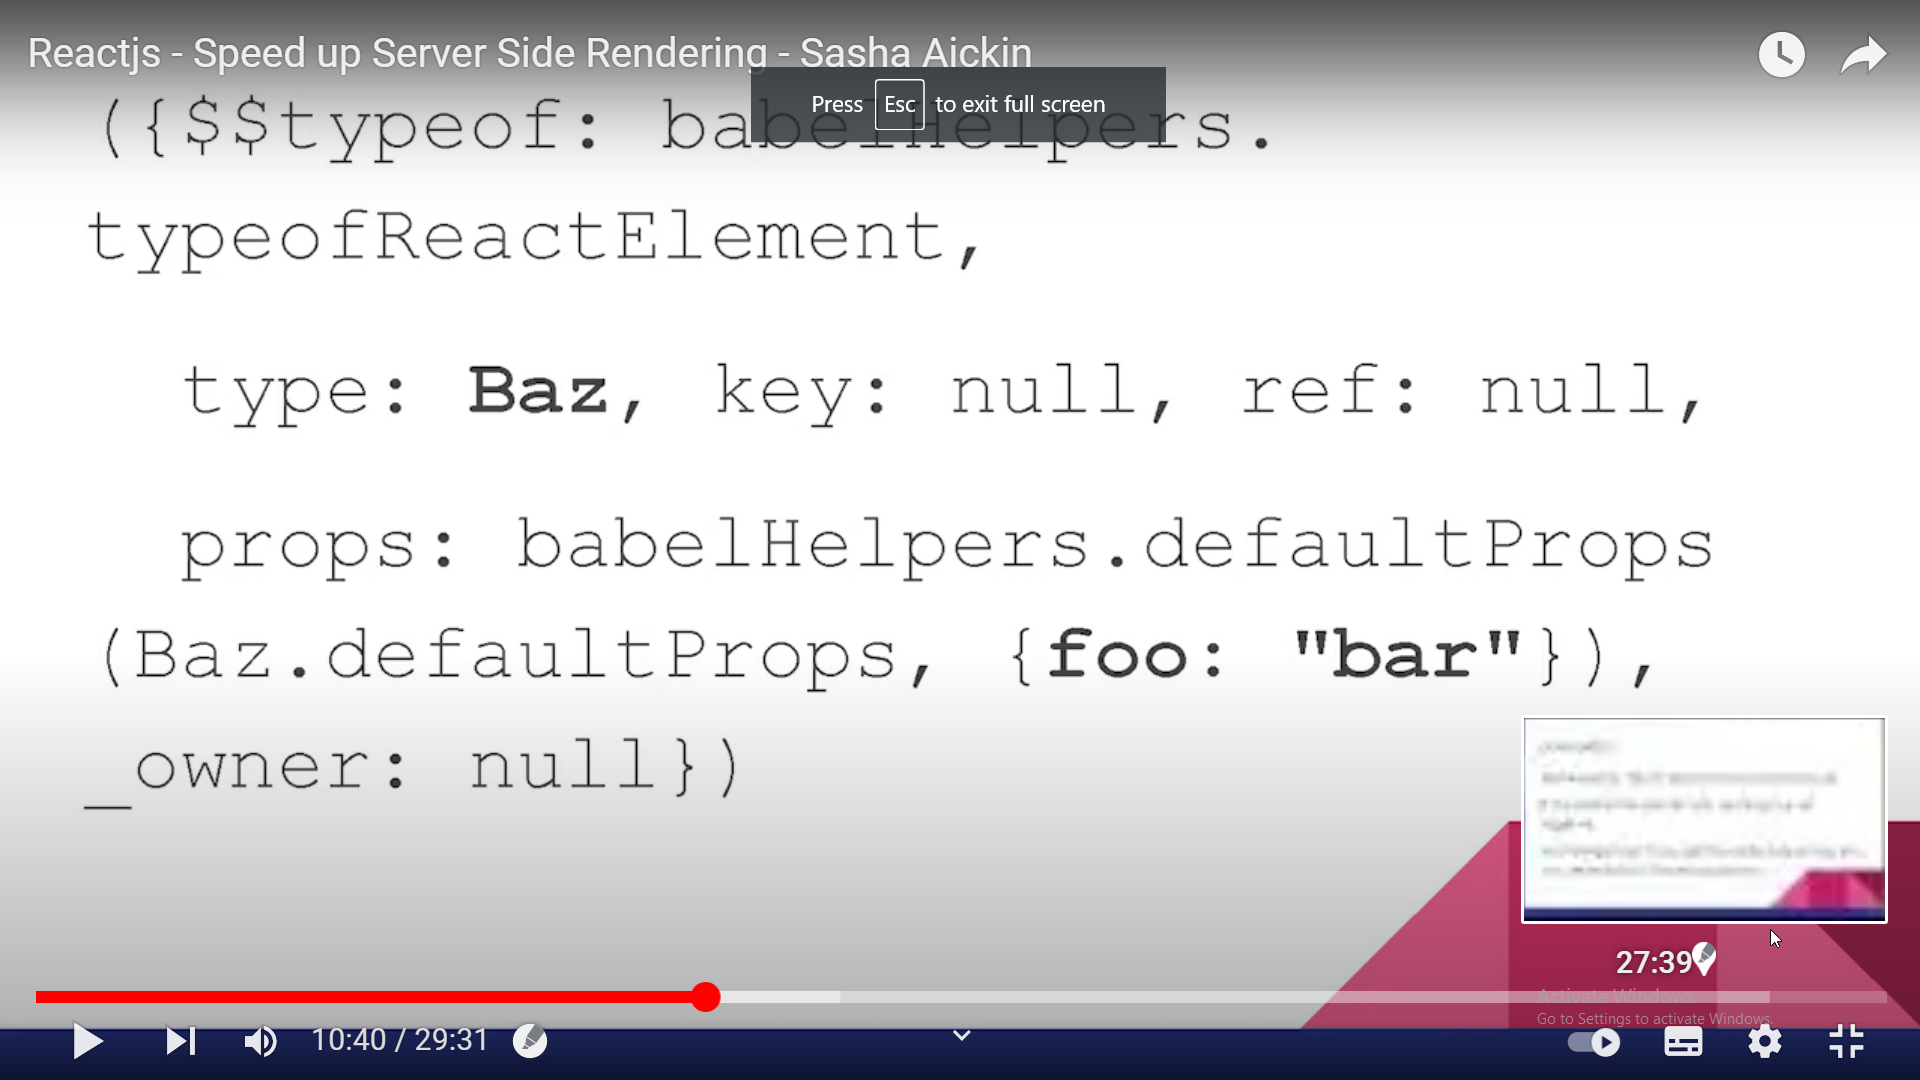 Reactjs - Speed up Server Side Rendering - Sasha Aickin
Press Esc to exit full screen
({$$typeof: babelHelpers.
typeofReactElement,
type: Baz, key: null, ref: null,
props: babelHelpers.defaultProps
(Baz.defaultProps, {foo: "bar"}),
_owner: null})
27:39
Activate Windows
Go to Settings to activate Windows.
10:40 / 29:31